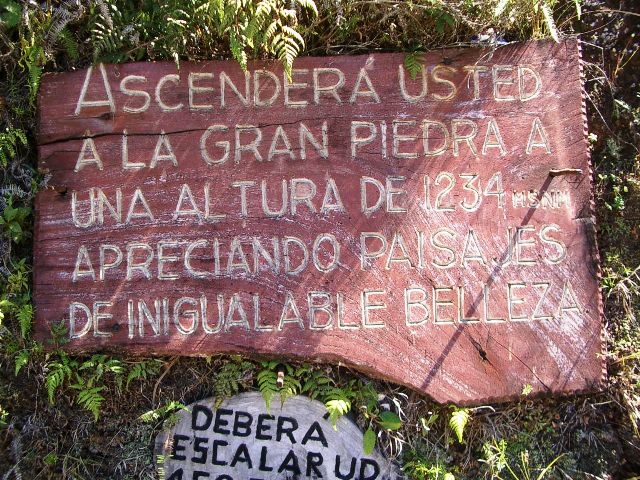 ASCENDERÁ USTED
A LA GRAN PIEDRA A
UNA ALTURA DE 1234 MSNM
APRECIANDO PAISAJES
DE INIGUALABLE BELLEZA
DEBERÁ
ESCALAR UD